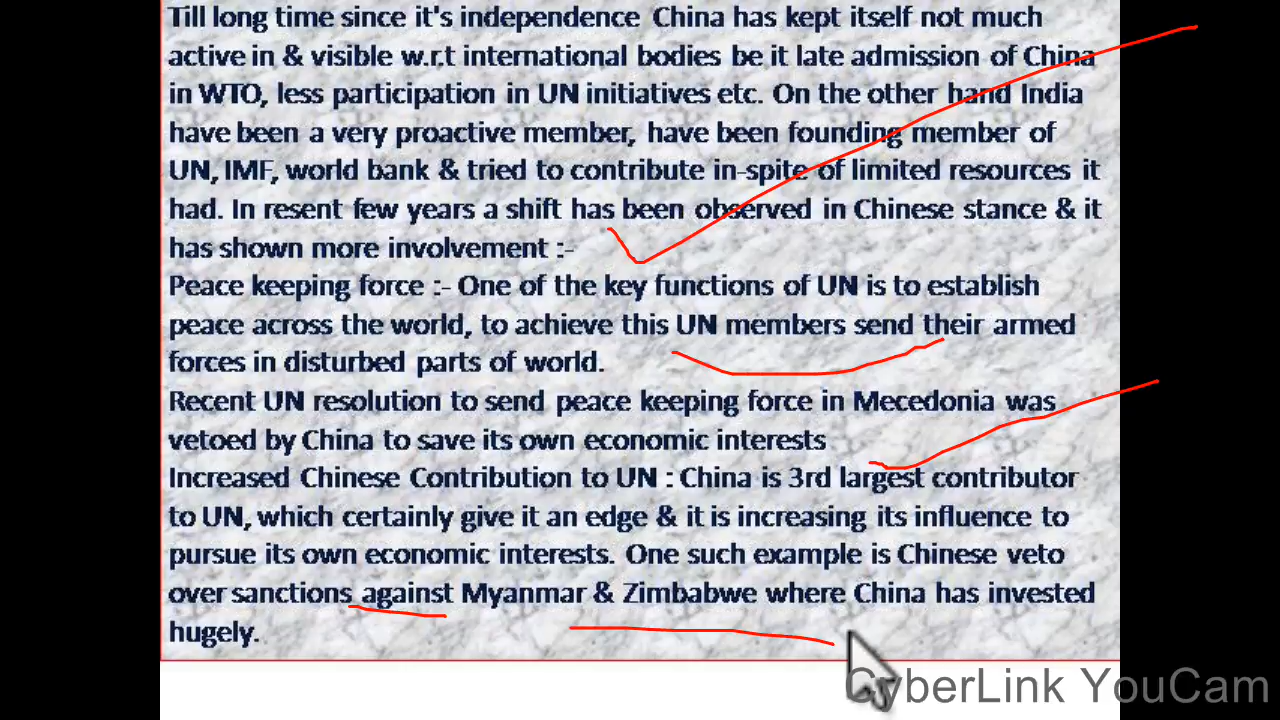 Till long time since it's independence China has kept itself not much
active in & visible w.r.t international bodies be it late admission of China
in WTO, less participation in UN initiatives etc. On the other hand India
have been a very proactive member, have been founding member of
UN, IMF, world bank & tried to contribute in-spite of limited resources it
had. In resent few years a shift has been observed in Chinese stance & it
has shown more involvement :-
Peace keeping force :- One of the key functions of UN is to establish
peace across the world, to achieve this UN members send their armed
forces in disturbed parts of world.
Recent UN resolution to send peace keeping force in Mecedonia was
vetoed by China to save its own economic interests
Increased Chinese Contribution to UN : China is 3rd largest contributor
to UN, which certainly give it an edge & it is increasing its influence to
pursue its own economic interests. One such example is Chinese veto
over sanctions against Myanmar & Zimbabwe where China has invested
hugely.
CyberLink YouCam